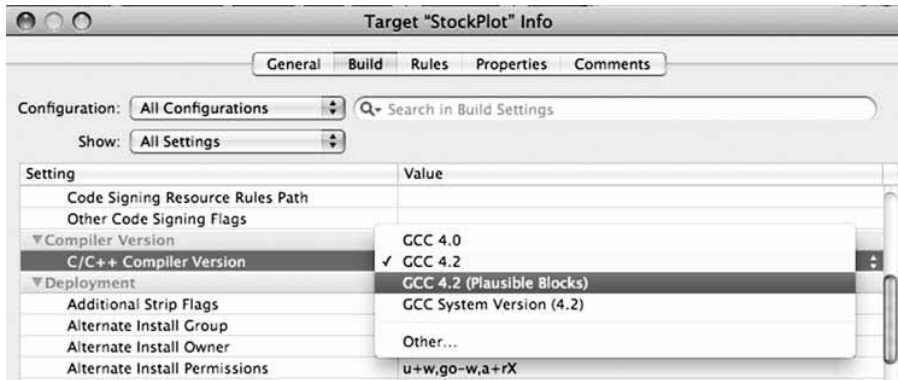 Target “StockPlot” Info
General Build Rules Properties Comments
Configuration: All Configurations Search in Build Settings
Show: All Settings
Setting Value
Code Signing Resource Rules Path
Other Code Signing Flags
▼Compiler Version GCC 4.0
C/C++ Compiler Version ✓ GCC 4.2
▼Deployment GCC 4.2 (Plausible Blocks)
Additional Strip Flags GCC System Version (4.2)
Alternate Install Group
Alternate Install Owner Other...
Alternate Install Permissions u+w,go-w,a+rX